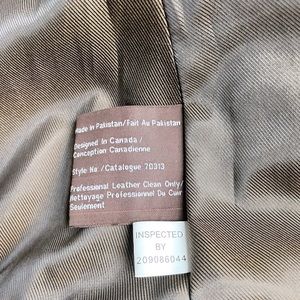 Made In Pakistan/Fait Au Pakistan
Designed In Canada/
Conception Canadienne
Style No/Catalogue 70313
Professional Leather Clean Only/
Nettoyage Professionnel Du Cuir
Seulement
INSPECTED
BY
209086044